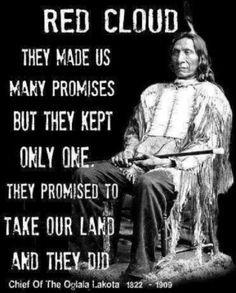 RED CLOUD
THEY MADE US
MANY PROMISES
BUT THEY KEPT
ONLY ONE.
THEY PROMISED TO
TAKE OUR LAND
AND THEY DID
Chief Of The Oglala Lakota 1822 - 1909